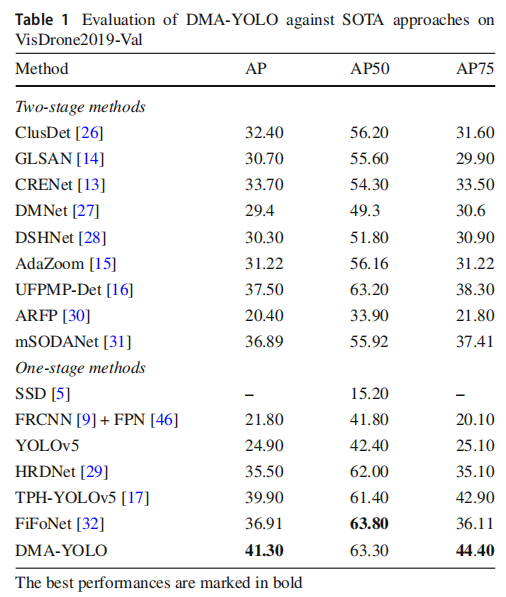 Table 1 Evaluation of DMA-YOLO against SOTA approaches on
VisDrone2019-Val
Method AP AP50 AP75
Two-stage methods
ClusDet [26] 32.40 56.20 31.60
GLSAN [14] 30.70 55.60 29.90
CRENet [13] 33.70 54.30 33.50
DMNet [27] 29.4 49.3 30.6
DSHNet [28] 30.30 51.80 30.90
AdaZoom [15] 31.22 56.16 31.22
UFPMP-Det [16] 37.50 63.20 38.30
ARFP [30] 20.40 33.90 21.80
mSODANet [31] 36.89 55.92 37.41
One-stage methods
SSD [5] – 15.20 –
FRCNN [9] + FPN [46] 21.80 41.80 20.10
YOLOv5 24.90 42.40 25.10
HRDNet [29] 35.50 62.00 35.10
TPH-YOLOv5 [17] 39.90 61.40 42.90
FiFoNet [32] 36.91 63.80 36.11
DMA-YOLO 41.30 63.30 44.40
The best performances are marked in bold